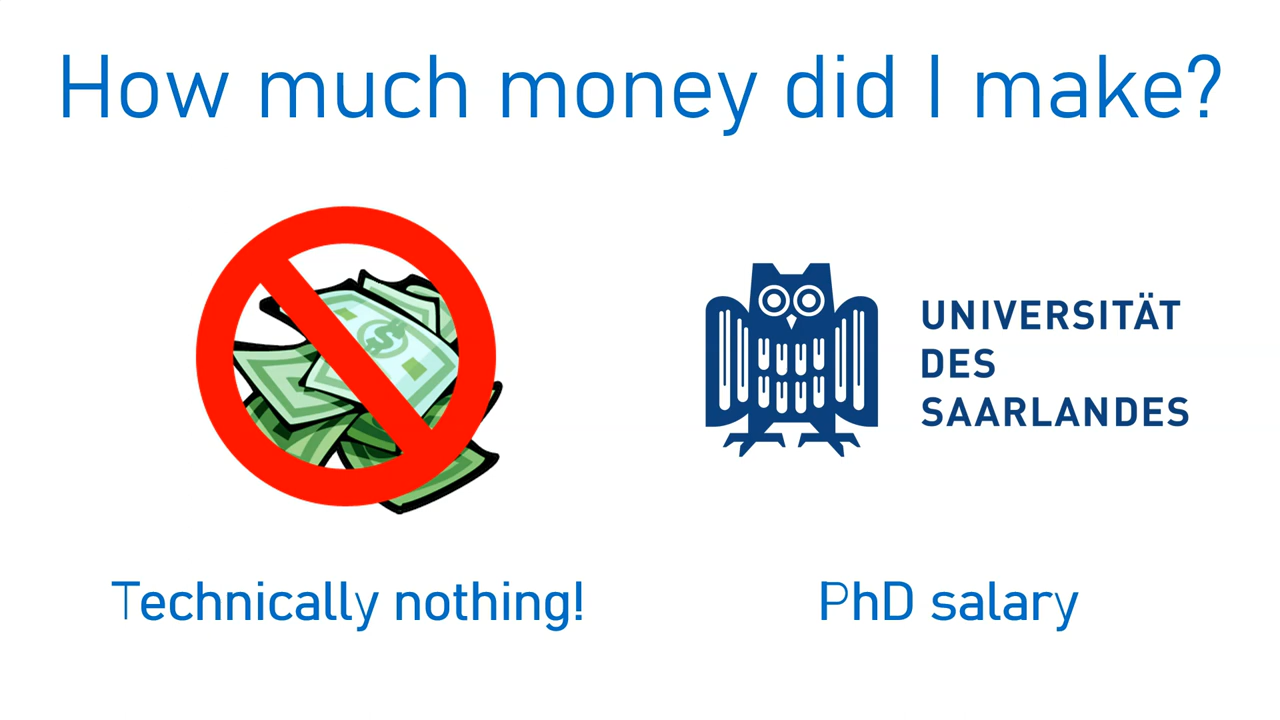 How much money did I make?
UNIVERSITÄT
DES
SAARLANDES
Technically nothing!
PhD salary